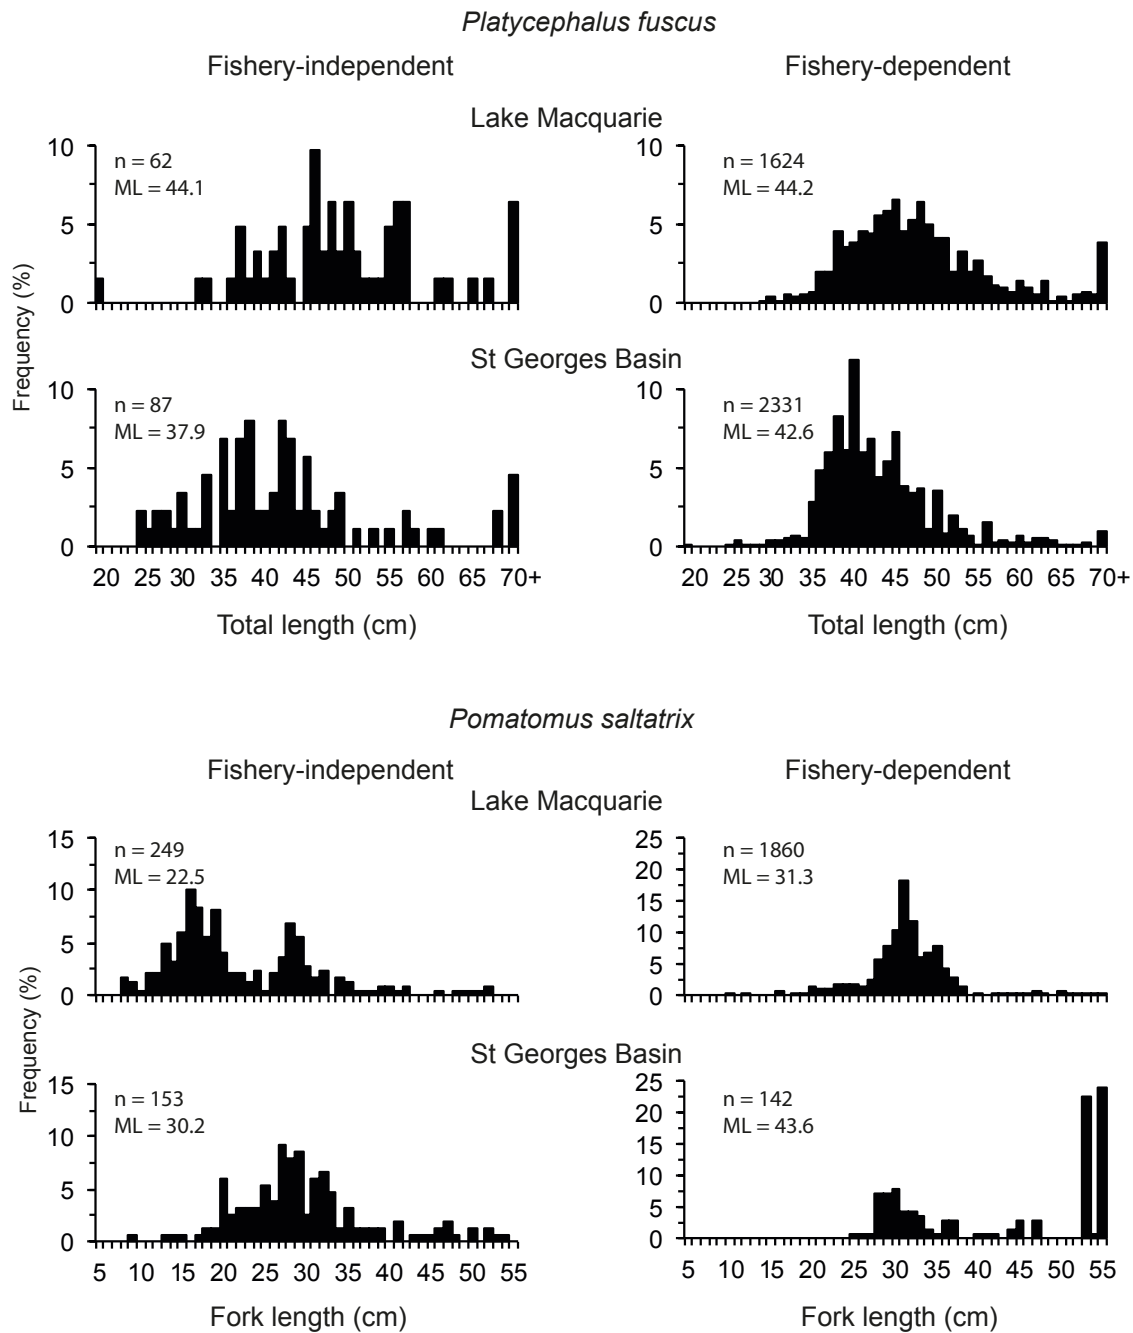 Platycephalus fuscus
Fishery-independent
Fishery-dependent
Lake Macquarie
Frequency (%)
10
5
0
n = 62
ML = 44.1
10
5
0
n = 1624
ML = 44.2
St Georges Basin
10
5
0
n = 87
ML = 37.9
20 25 30 35 40 45 50 55 60 65 70+
Total length (cm)
10
5
0
n = 2331
ML = 42.6
20 25 30 35 40 45 50 55 60 65 70+
Total length (cm)
Pomatomus saltatrix
Fishery-independent
Fishery-dependent
Lake Macquarie
Frequency (%)
15
10
5
0
n = 249
ML = 22.5
25
20
15
10
5
0
n = 1860
ML = 31.3
St Georges Basin
15
10
5
0
n = 153
ML = 30.2
5 10 15 20 25 30 35 40 45 50 55
Fork length (cm)
25
20
15
10
5
0
n = 142
ML = 43.6
5 10 15 20 25 30 35 40 45 50 55
Fork length (cm)